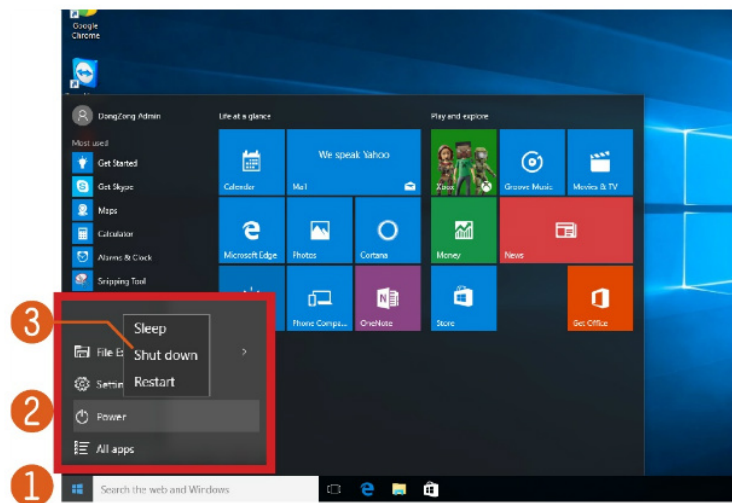 Google
Chrome
DongZong Admin
Life at a glance
Play and explore
Most used
Get Started
Get Skype
Maps
Calculator
Alarms & Clock
Snipping Tool
Calendar
We speak Yahoo
Mail
Xbox
Groove Music
Movies & TV
Microsoft Edge
Photos
Cortana
Money
News
Phone Compa...
OneNote
Store
Get Office
3
Sleep
Shut down
Restart
File E
Settin
2
Power
All apps
1
Search the web and Windows